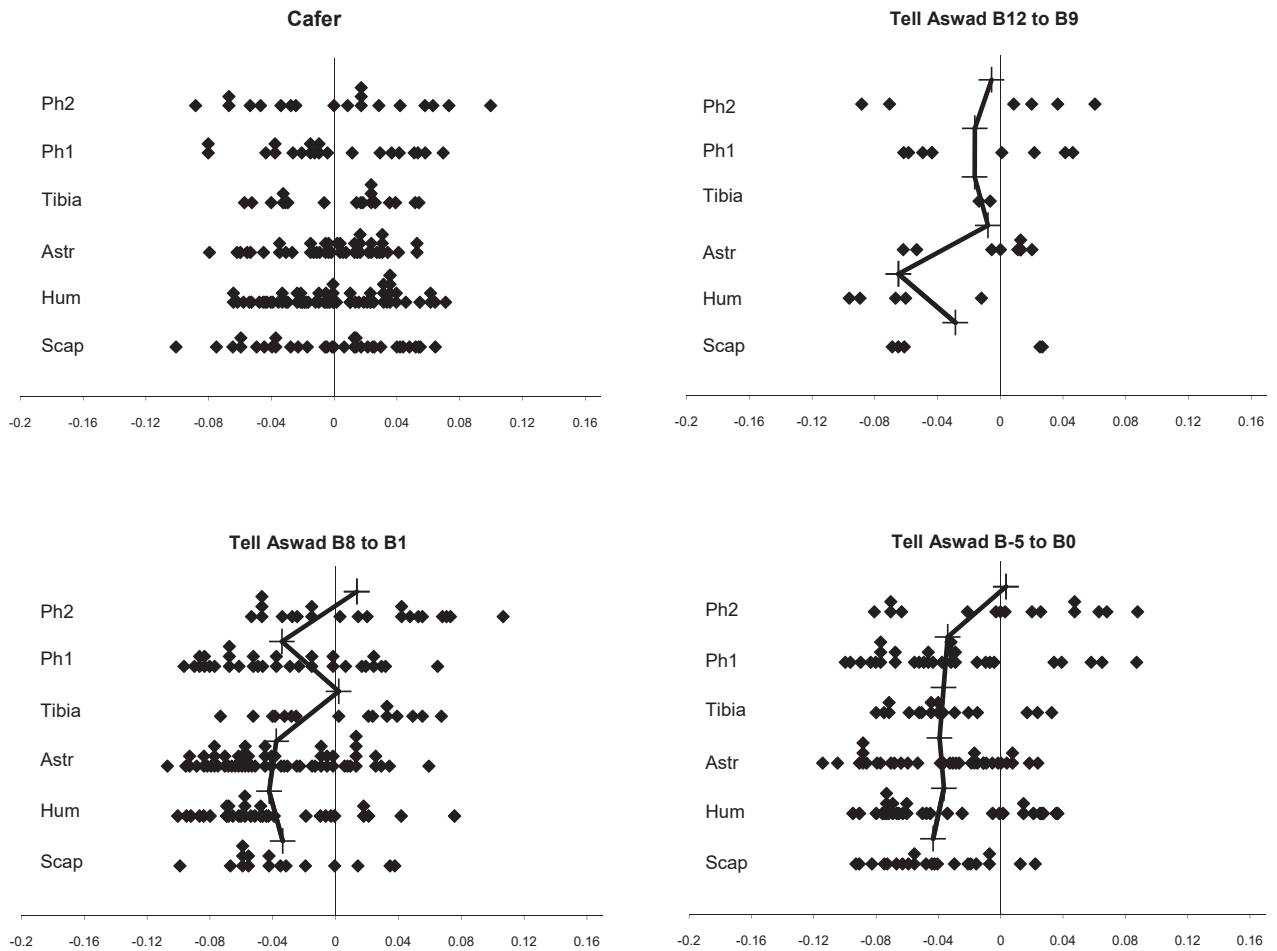 Cafer
Ph2
Ph1
Tibia
Astr
Hum
Scap
-0.2 -0.16 -0.12 -0.08 -0.04 0 0.04 0.08 0.12 0.16
Tell Aswad B12 to B9
Ph2
Ph1
Tibia
Astr
Hum
Scap
-0.2 -0.16 -0.12 -0.08 -0.04 0 0.04 0.08 0.12 0.16
Tell Aswad B8 to B1
Ph2
Ph1
Tibia
Astr
Hum
Scap
-0.2 -0.16 -0.12 -0.08 -0.04 0 0.04 0.08 0.12 0.16
Tell Aswad B-5 to B0
Ph2
Ph1
Tibia
Astr
Hum
Scap
-0.2 -0.16 -0.12 -0.08 -0.04 0 0.04 0.08 0.12 0.16